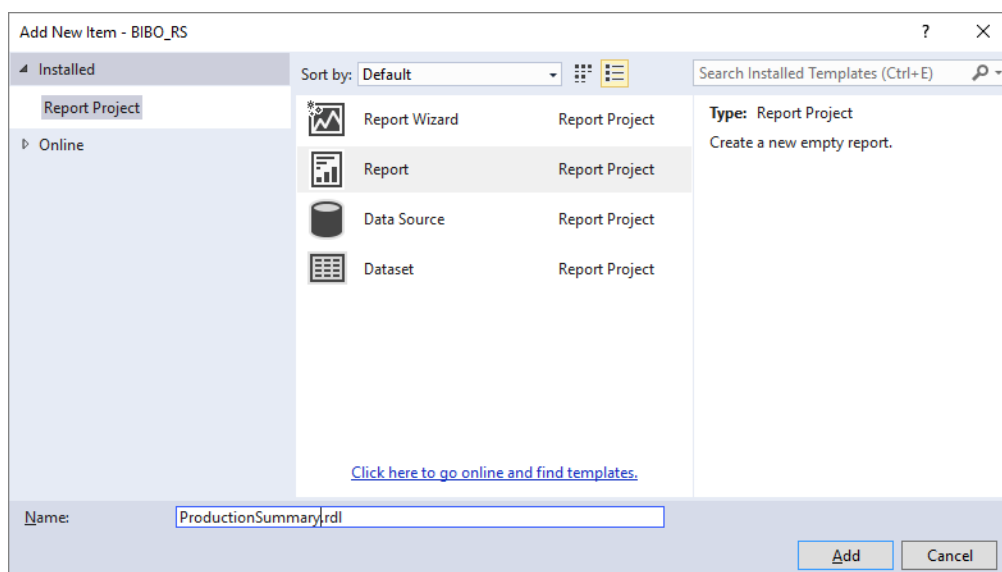 Add New Item - BIBO_RS
?
Installed
Report Project
Online
Sort by: Default
Search Installed Templates (Ctrl+E)
Report Wizard Report Project
Report Report Project
Data Source Report Project
Dataset Report Project
Click here to go online and find templates.
Type: Report Project
Create a new empty report.
Name: ProductionSummary.rdl
Add
Cancel